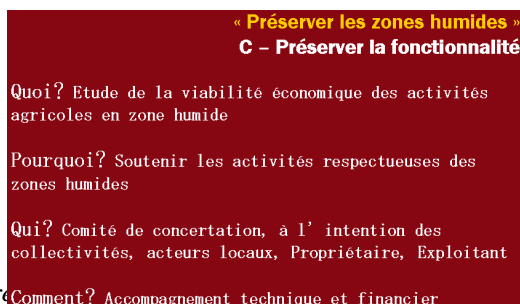 « Préserver les zones humides »
C – Préserver la fonctionnalité
Quoi? Etude de la viabilité économique des activités
agricoles en zone humide
Pourquoi? Soutenir les activités respectueuses des
zones humides
Qui? Comité de concertation, à l' intention des
collectivités, acteurs locaux, Propriétaire, Exploitant
Comment? Accompagnement technique et financier